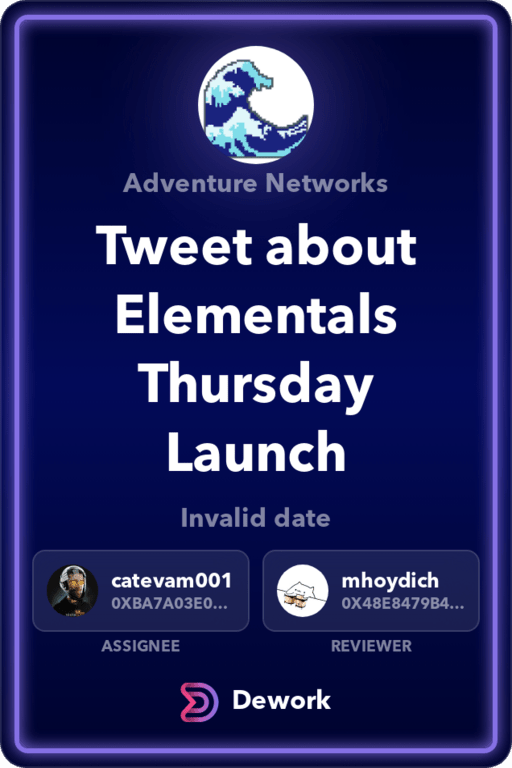 Adventure Networks
Tweet about
Elementals
Thursday
Launch
Invalid date
catevam001
0XBA7A03E0...
ASSIGNEE
mhoydich
0X48E8479B4...
REVIEWER
Dework